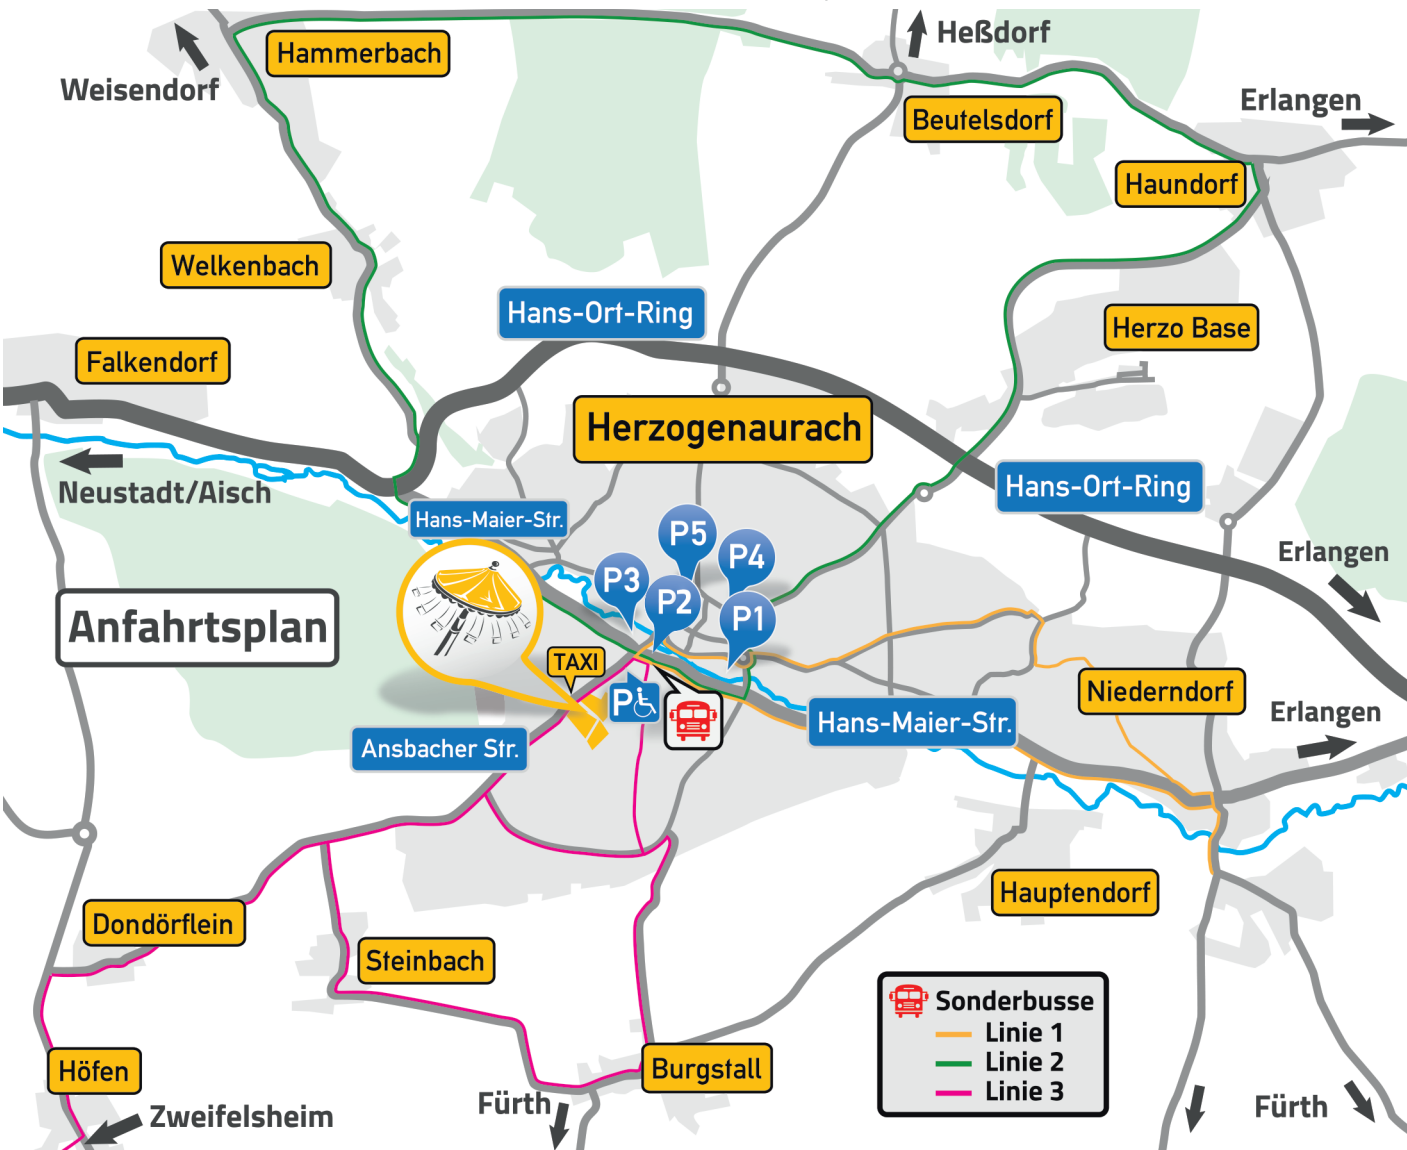 Heßdorf
Hammerbach
Weisendorf
Erlangen
Beutelsdorf
Haundorf
Welkenbach
Hans-Ort-Ring
Herzo Base
Falkendorf
Herzogenaurach
Neustadt/Aisch
Hans-Ort-Ring
Hans-Maier-Str.
P5
P4
Erlangen
P3
P2
P1
Anfahrtsplan
TAXI
Niederndorf
P
Erlangen
Hans-Maier-Str.
Ansbacher Str.
Hauptendorf
Dondörflein
Steinbach
Sonderbusse
Linie 1
Linie 2
Linie 3
Höfen
Burgstall
Fürth
Fürth
Zweifelsheim